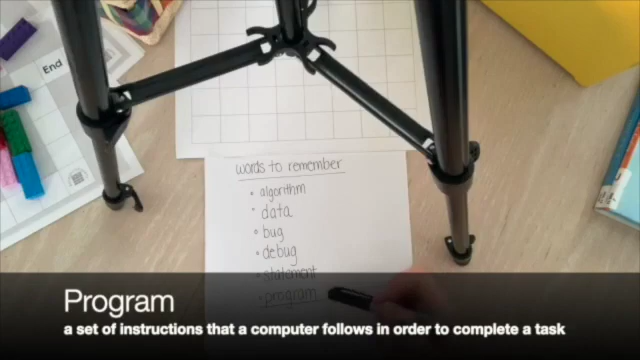 End
words to remember
• algorithm
• data
• bug
• debug
• statement
• program
Program
a set of instructions that a computer follows in order to complete a task